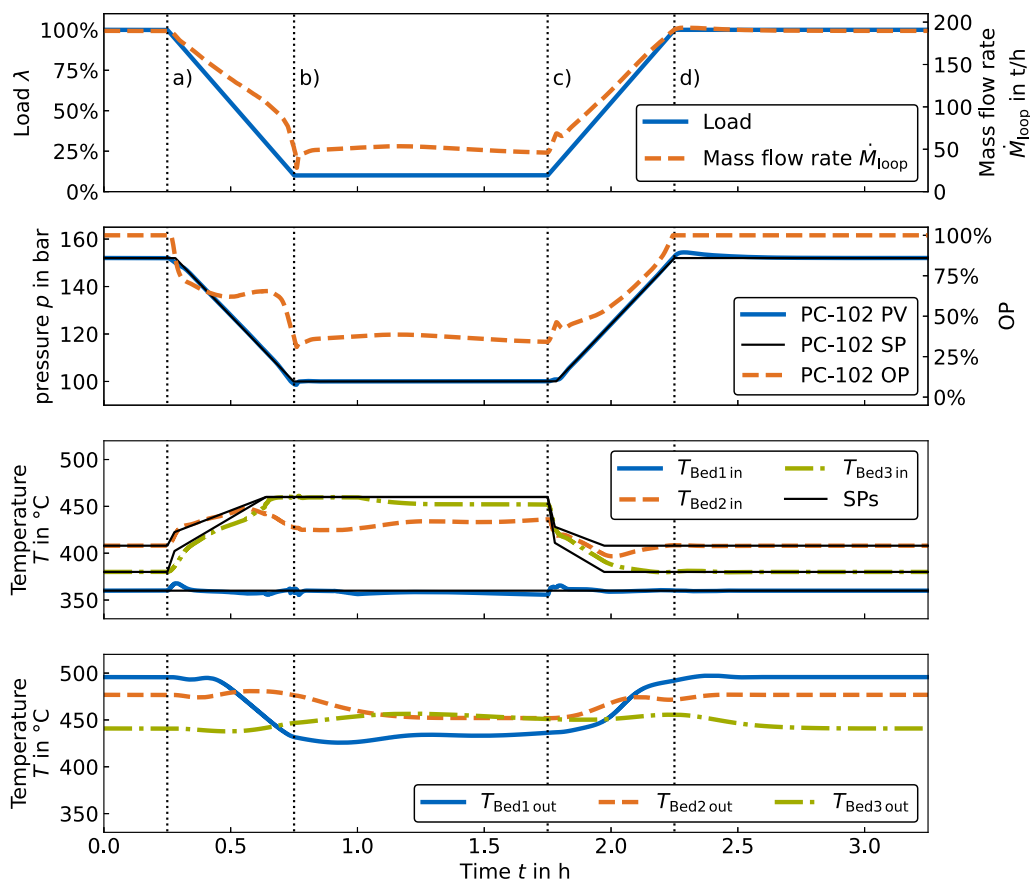 100%
75%
50%
25%
0%
Load λ
a)
b)
c)
d)
Load
Mass flow rate Ṁloop
200
150
100
50
0
Mass flow rate
Ṁloop in t/h
160
140
120
100
pressure p in bar
PC-102 PV
PC-102 SP
PC-102 OP
100%
75%
50%
25%
0%
OP
500
450
400
350
Temperature
T in °C
TBed1 in
TBed2 in
TBed3 in
SPs
500
450
400
350
Temperature
T in °C
TBed1 out
TBed2 out
TBed3 out
0.0
0.5
1.0
1.5
2.0
2.5
3.0
Time t in h